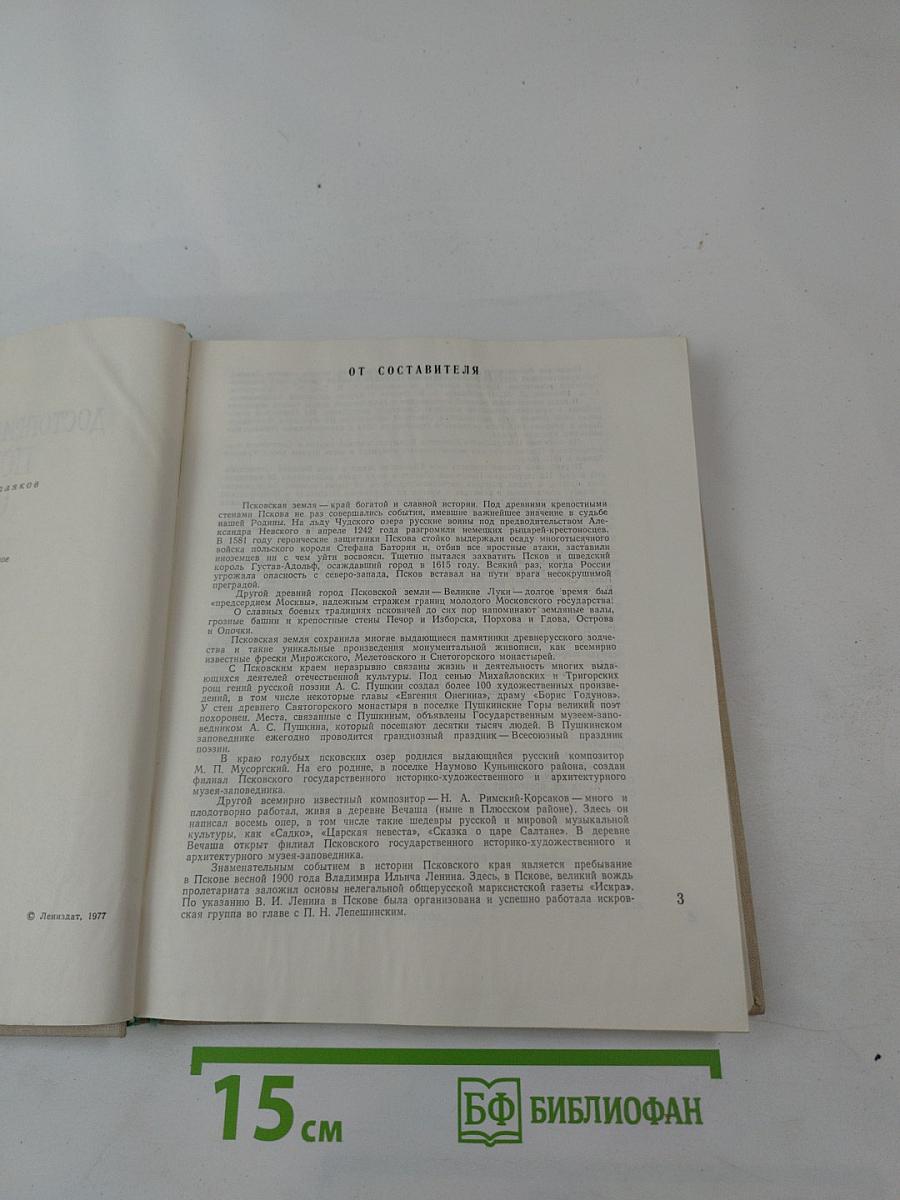 ОТ СОСТАВИТЕЛЯ
Псковская земля — край богатой и славной истории. Под древними крепостными
стенами Пскова не раз совершались события, имевшие важнейшее значение в судьбе
нашей Родины. На льду Чудского озера русские воины под предводительством Але-
ксандра Невского в апреле 1242 года разгромили немецких рыцарей-крестоносцев.
В 1581 году героические защитники Пскова стойко выдержали осаду многотысячного
войска польского короля Стефана Батория и, отбив все яростные атаки, заставили
иноземцев ни с чем уйти восвояси. Тщетно пытался захватить Псков и шведский
король Густав-Адольф, осаждавший город в 1615 году. Всякий раз, когда России
угрожала опасность с северо-запада, Псков вставал на пути врага несокрушимой
преградой.
Другой древний город Псковской земли — Великие Луки — долгое время был
«предсердием Москвы», надежным стражем границ молодого Московского государства.
О славных боевых традициях псковичей до сих пор напоминают земляные валы,
грозные башни и крепостные стены Печор и Изборска, Порхова и Гдова, Острова
и Опочки.
Псковская земля сохранила многие выдающиеся памятники древнерусского зодче-
ства и такие уникальные произведения монументальной живописи, как всемирно
известные фрески Мирожского, Мелетовского и Снетогорского монастырей.
С Псковским краем неразрывно связаны жизнь и деятельность многих выда-
ющихся деятелей отечественной культуры. Под сенью Михайловских и Тригорских
рощ гений русской поэзии А. С. Пушкин создал более 100 художественных произве-
дений, в том числе некоторые главы «Евгения Онегина», драму «Борис Годунов».
У стен древнего Святогорского монастыря в поселке Пушкинские Горы великий поэт
похоронен. Места, связанные с Пушкиным, объявлены Государственным музеем-запо-
ведником А. С. Пушкина, который посещают десятки тысяч людей. В Пушкинском
заповеднике ежегодно проводится грандиозный праздник — Всесоюзный праздник
поэзии.
В краю голубых псковских озер родился выдающийся русский композитор
М. П. Мусоргский. На его родине, в поселке Наумово Куньинского района, создан
филиал Псковского государственного историко-художественного и архитектурного
музея-заповедника.
Другой всемирно известный композитор — Н. А. Римский-Корсаков — много и
плодотворно работал, живя в деревне Вечаша (ныне в Плюсском районе). Здесь он
написал восемь опер, в том числе такие шедевры русской и мировой музыкальной
культуры, как «Садко», «Царская невеста», «Сказка о царе Салтане». В деревне
Вечаша открыт филиал Псковского государственного историко-художественного и
архитектурного музея-заповедника.
Знаменательным событием в истории Псковского края является пребывание
в Пскове весной 1900 года Владимира Ильича Ленина. Здесь, в Пскове, великий вождь
пролетариата заложил основы нелегальной общерусской марксистской газеты «Искра».
По указанию В. И. Ленина в Пскове была организована и успешно работала искров-
ская группа во главе с П. Н. Лепешинским.
3
© Лениздат, 1977
15 см
БФ БИБЛИОФАН